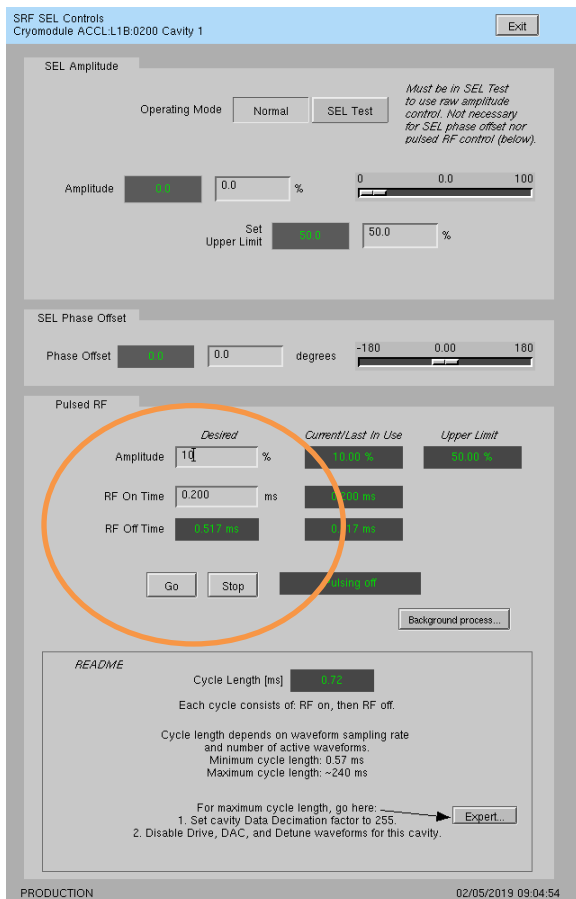 SRF SEL Controls
Cryomodule ACCL:L1B:0200 Cavity 1
Exit
SEL Amplitude
Operating Mode Normal SEL Test
Must be in SEL Test
to use raw amplitude
control. Not necessary
for SEL phase offset nor
pulsed RF control (below).
Amplitude 0.0 0.0 %
0 0.0 100
Set
Upper Limit 50.0 50.0 %
SEL Phase Offset
Phase Offset 0.0 0.0 degrees
-180 0.00 180
Pulsed RF
Desired Current/Last In Use Upper Limit
Amplitude 10 % 10.00 % 50.00 %
RF On Time 0.200 ms 0.200 ms
RF Off Time 0.517 ms 0.517 ms
Go Stop Pulsing off
Background process...
README
Cycle Length [ms] 0.72
Each cycle consists of: RF on, then RF off.
Cycle length depends on waveform sampling rate
and number of active waveforms.
Minimum cycle length: 0.57 ms
Maximum cycle length: ~240 ms
For maximum cycle length, go here:
1. Set cavity Data Decimation factor to 255.
Expert...
2. Disable Drive, DAC, and Detune waveforms for this cavity.
PRODUCTION 02/05/2019 09:04:54